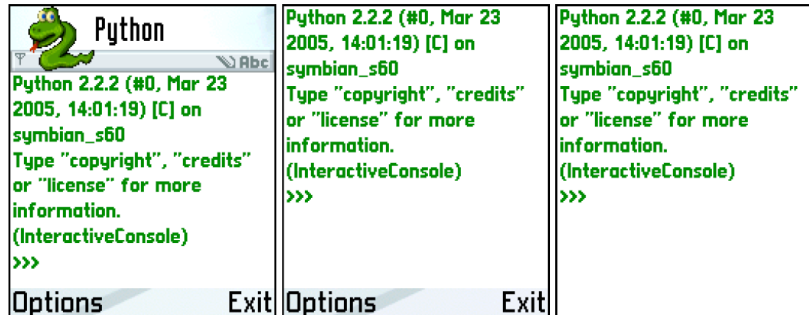 Python
Abc
Python 2.2.2 (#0, Mar 23
2005, 14:01:19) [C] on
symbian_s60
Type "copyright", "credits"
or "license" for more
information.
(InteractiveConsole)
>>>
Options Exit
Python 2.2.2 (#0, Mar 23
2005, 14:01:19) [C] on
symbian_s60
Type "copyright", "credits"
or "license" for more
information.
(InteractiveConsole)
>>>
Options Exit
Python 2.2.2 (#0, Mar 23
2005, 14:01:19) [C] on
symbian_s60
Type "copyright", "credits"
or "license" for more
information.
(InteractiveConsole)
>>>